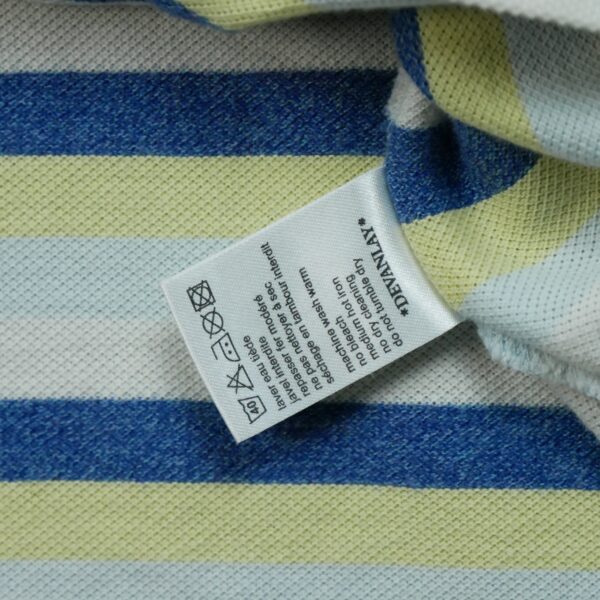 40
laver eau tiède
javel interdite
repasser fer modéré
ne pas nettoyer à sec
séchage en tambour interdit
machine wash warm
no bleach
medium hot iron
no dry cleaning
do not tumble dry
*DEVANLAY*